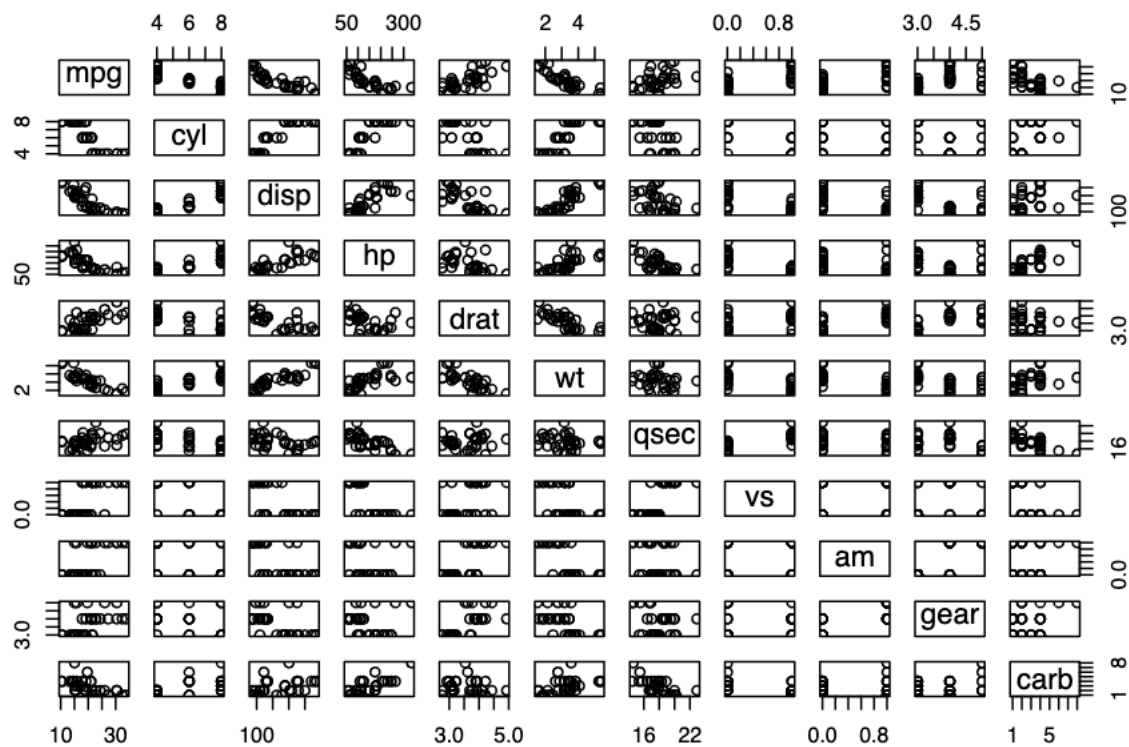 4 6 8 50 300 2 4 0.0 1.0 3.0 4.5
mpg 10
8 4 cyl
disp 100
50 hp
drat 3.0
2 wt
qsec 16
0.0 vs
am 0.0
3.0 gear
carb 8 1
10 30 100 3.0 5.0 16 22 0.0 1.0 1 5